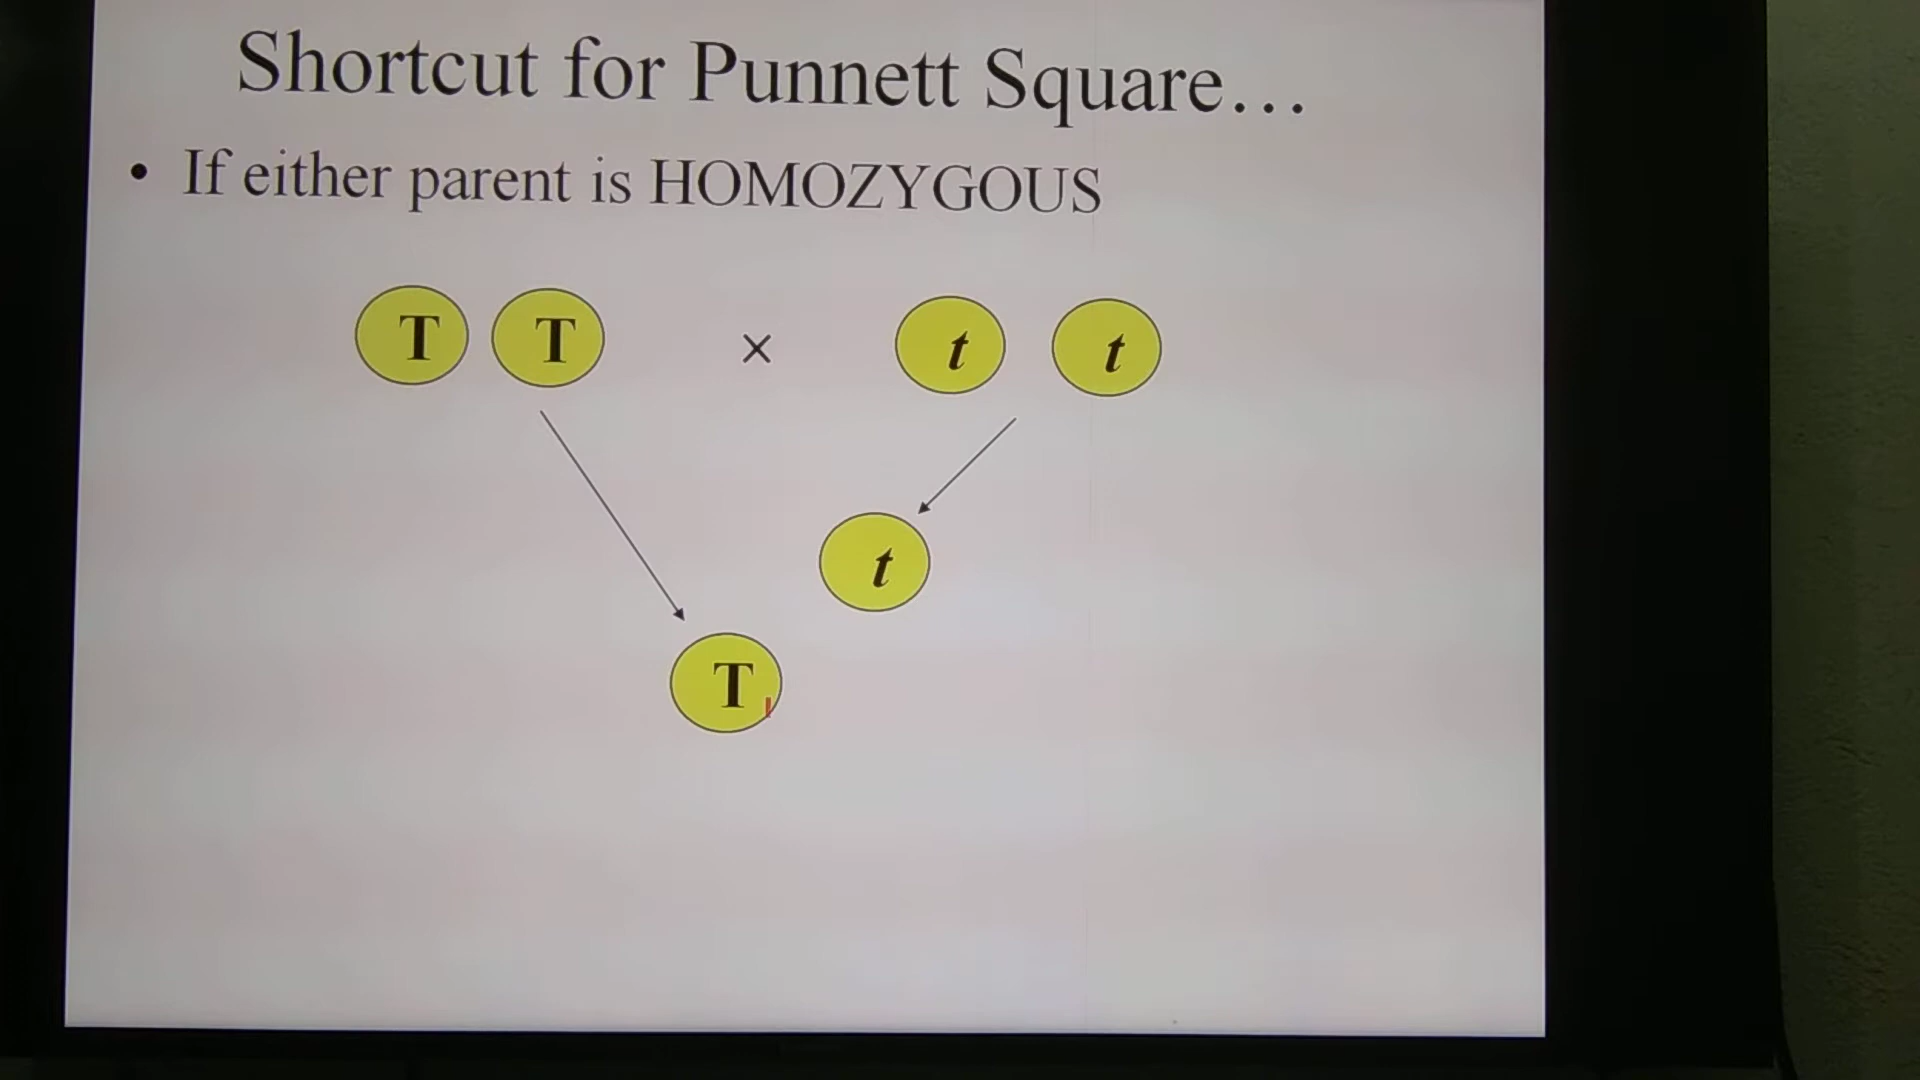 Shortcut for Punnett Square…
• If either parent is HOMOZYGOUS
T T × t t
t
T